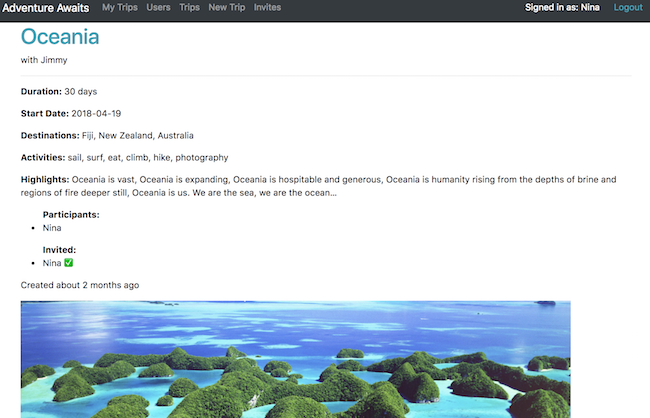 Adventure Awaits My Trips Users Trips New Trip Invites Signed in as: Nina Logout
Oceania
with Jimmy
Duration: 30 days
Start Date: 2018-04-19
Destinations: Fiji, New Zealand, Australia
Activities: sail, surf, eat, climb, hike, photography
Highlights: Oceania is vast, Oceania is expanding, Oceania is hospitable and generous, Oceania is humanity rising from the depths of brine and
regions of fire deeper still, Oceania is us. We are the sea, we are the ocean...
Participants:
• Nina
Invited:
• Nina ✅
Created about 2 months ago